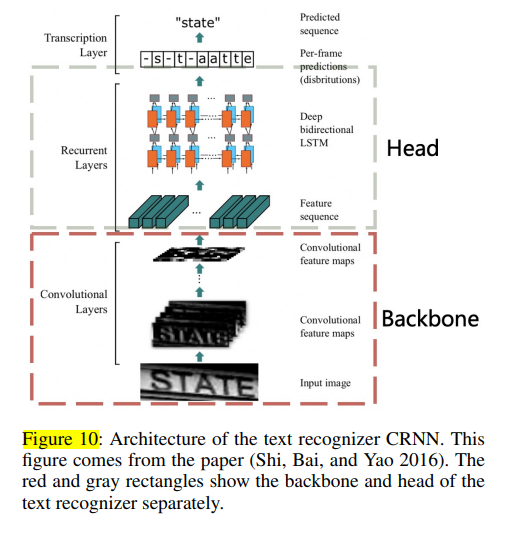 "state"
Predicted
sequence
Transcription
Layer
-s-t-aatte
Per-frame
predictions
(disbritutions)
Recurrent
Layers
Deep
bidirectional
LSTM
Head
...
...
Feature
sequence
Convolutional
feature maps
Convolutional
Layers
Convolutional
feature maps
STATE
Backbone
STATE
Input image
Figure 10: Architecture of the text recognizer CRNN. This
figure comes from the paper (Shi, Bai, and Yao 2016). The
red and gray rectangles show the backbone and head of the
text recognizer separately.